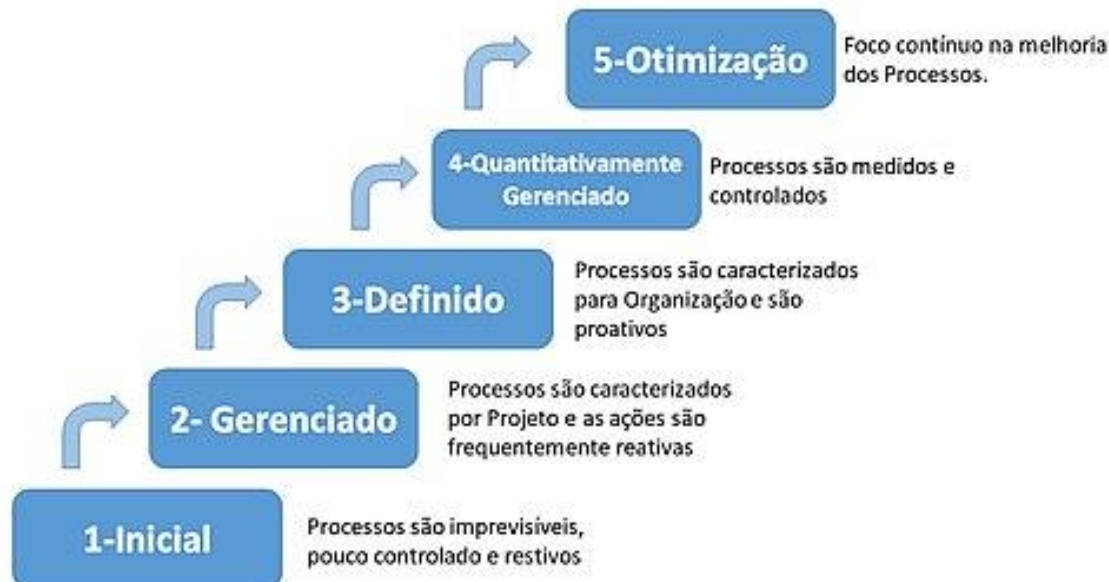 5-Otimização
Foco contínuo na melhoria
dos Processos.
4-Quantitativamente
Gerenciado
Processos são medidos e
controlados
3-Definido
Processos são caracterizados
para Organização e são
proativos
2- Gerenciado
Processos são caracterizados
por Projeto e as ações são
frequentemente reativas
1-Inicial
Processos são imprevisíveis,
pouco controlado e restivos